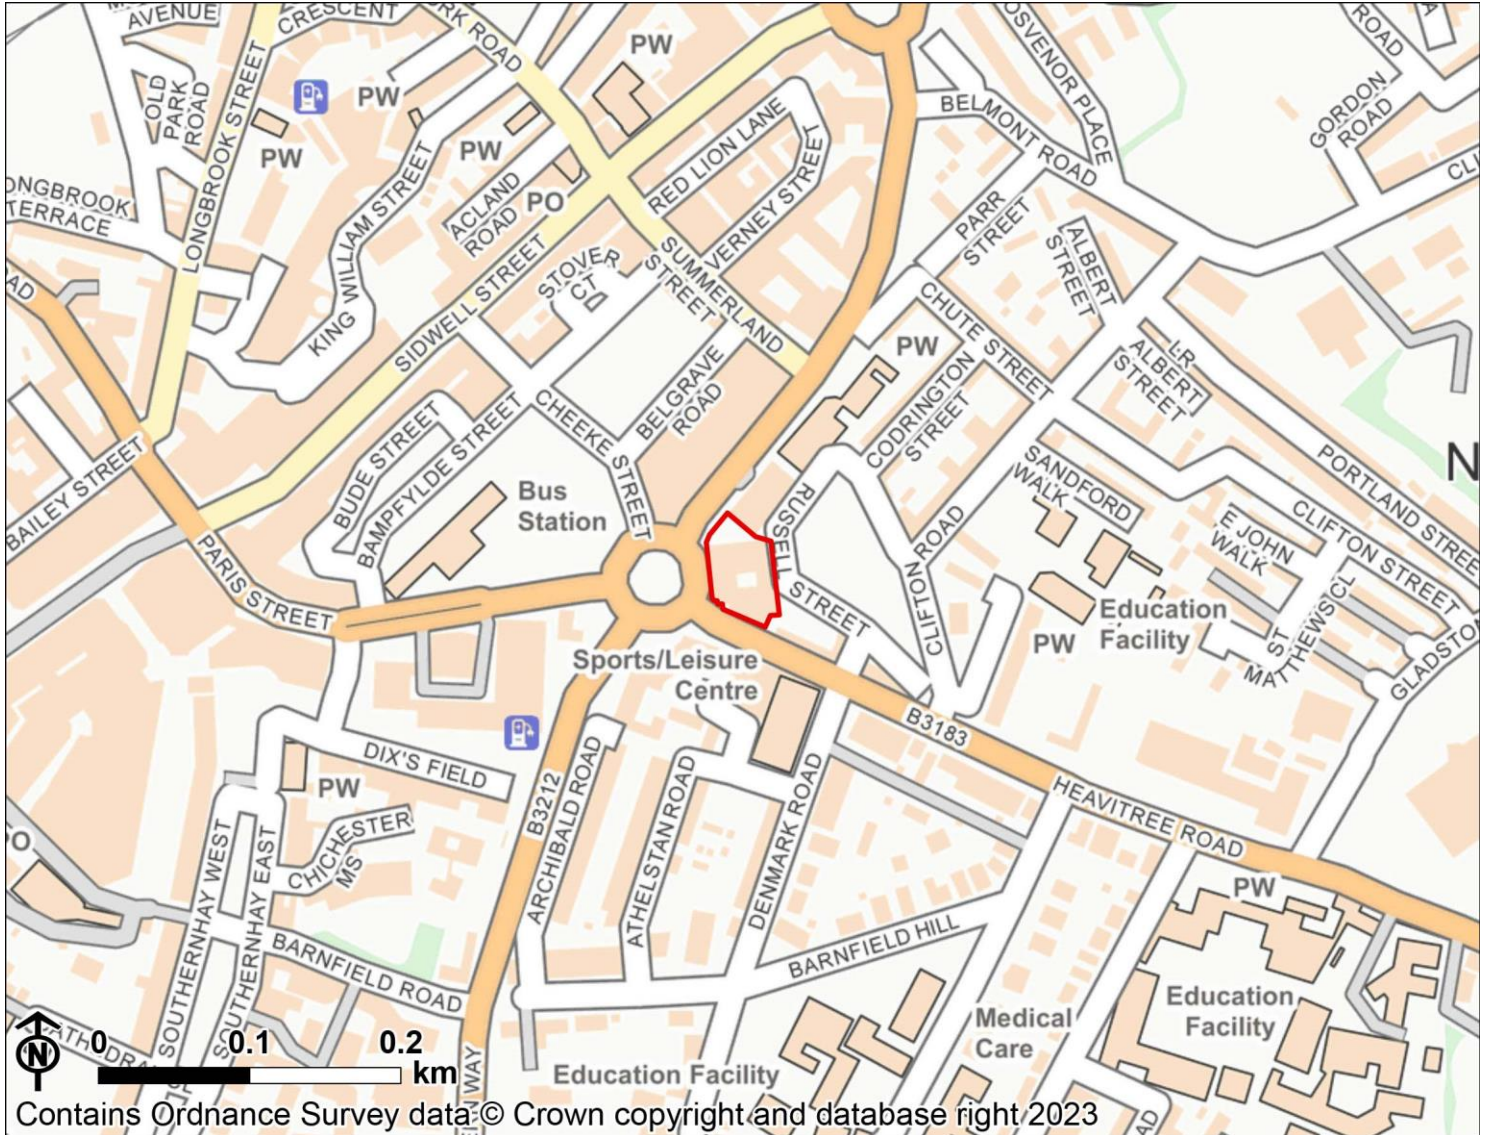 AVENUE
CRESCENT
ROAD
OLD
PARK
ROAD
LONGBROOK STREET
PW
PW
PW
PW
PO
ACLAND
ROAD
RED LION LANE
VERNEY STREET
BELMONT ROAD
GORDON
ROAD
ROAD
PARR
STREET
ALBERT
STREET
TERRACE
KING WILLIAM STREET
SIDWELL STREET
STOVER
CT
SUMMERLAND
STREET
CHUTE STREET
PW
LR
ALBERT
STREET
CODRINGTON
STREET
BELGRAVE
ROAD
CHEEKE STREET
BUDE STREET
BAMPFYLDE STREET
BAILEY STREET
PARIS STREET
Bus
Station
RUSSELL STREET
CLIFTON ROAD
SANDFORD
WALK
E JOHN
WALK
PORTLAND STREE
CLIFTON STREET
N
ST
MATTHEWS CL
GLADSTO
Education
Facility
PW
Sports/Leisure
Centre
B3183
HEAVITREE ROAD
DIX'S FIELD
PW
CHICHESTER
MS
B3212
ARCHIBALD ROAD
ATHELSTAN ROAD
DENMARK ROAD
BARNFIELD HILL
SOUTHERNHAY WEST
SOUTHERNHAY EAST
BARNFIELD ROAD
PW
Education
Facility
Medical
Care
Education Facility
N
0 0.1 0.2
km
Contains Ordnance Survey data © Crown copyright and database right 2023